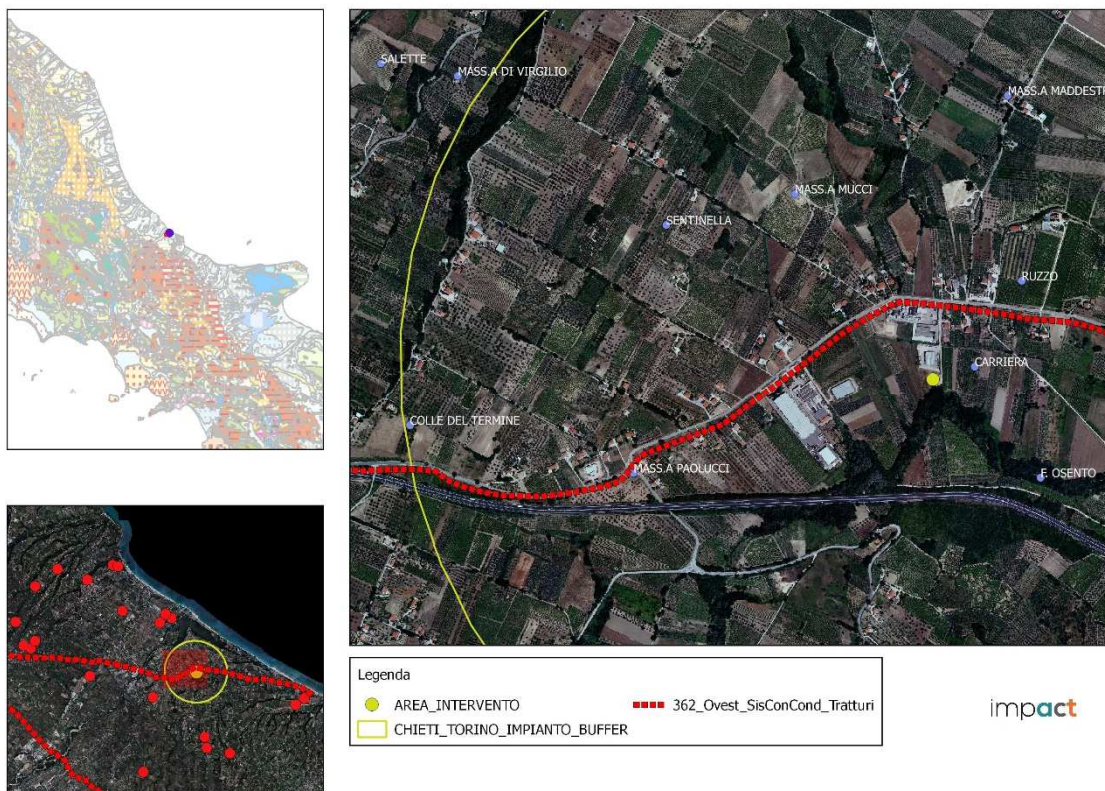 SALETTE
MASS.A DI VIRGILIO
MASS.A MADDEST
MASS.A MUCCI
SENTINELLA
RUZZO
CARRIERA
COLLE DEL TERMINE
MASS.A PAOLUCCI
F. OSENTO
Legenda
AREA_INTERVENTO
362_Ovest_SisConCond_Tratturi
CHIETI_TORINO_IMPIANTO_BUFFER
impact